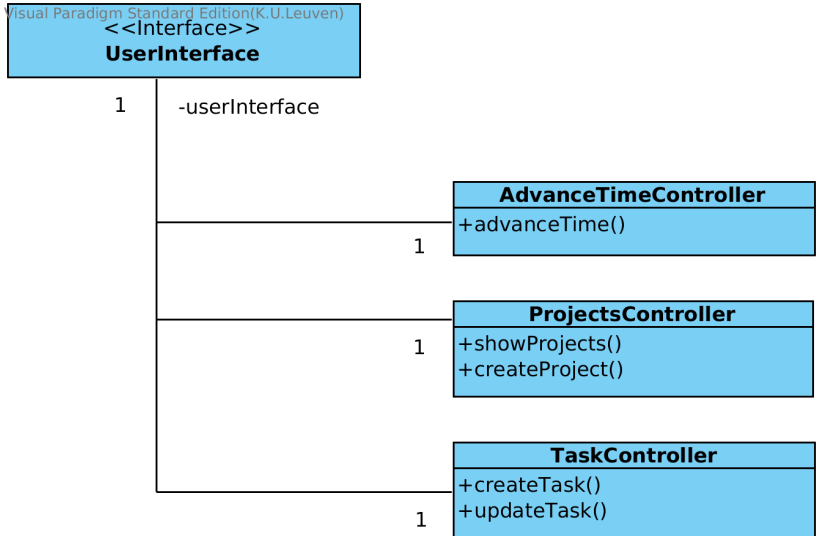 Visual Paradigm Standard Edition(K.U.Leuven)
<<Interface>>
UserInterface
1
-userInterface
AdvanceTimeController
+advanceTime()
1
ProjectsController
+showProjects()
1
+createProject()
TaskController
+createTask()
+updateTask()
1